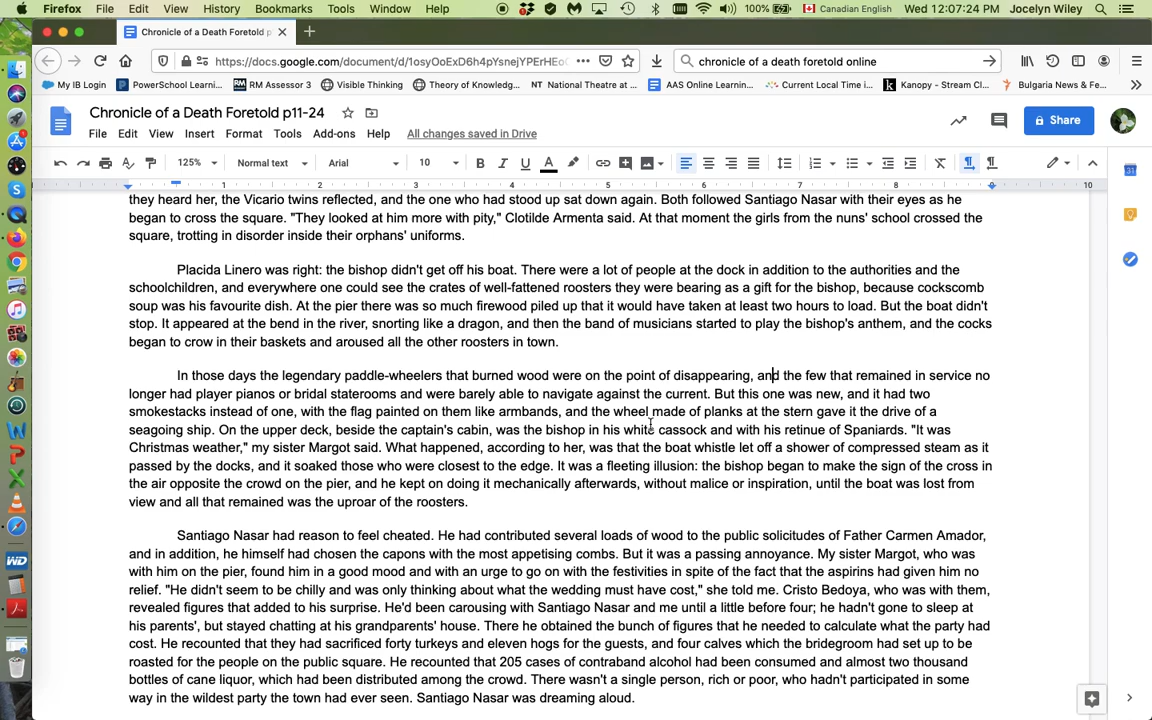 Firefox File Edit View History Bookmarks Tools Window Help 100% Canadian English Wed 12:07:24 PM Jocelyn Wiley
Chronicle of a Death Foretold p
https://docs.google.com/document/d/1osyOoExD6h4pYsnejYPErHEo chronicle of a death foretold online
My IB Login PowerSchool Learni... RM Assessor 3 Visible Thinking Theory of Knowledg... National Theatre at ... AAS Online Learnin... Current Local Time i... Kanopy - Stream Cl... Bulgaria News & Fe...
Chronicle of a Death Foretold p11-24
File Edit View Insert Format Tools Add-ons Help All changes saved in Drive
Share
125% Normal text Arial 10
1 2 3 4 5 6 7 8 9 10
they heard her, the Vicario twins reflected, and the one who had stood up sat down again. Both followed Santiago Nasar with their eyes as he
began to cross the square. "They looked at him more with pity," Clotilde Armenta said. At that moment the girls from the nuns' school crossed the
square, trotting in disorder inside their orphans' uniforms.
Placida Linero was right: the bishop didn't get off his boat. There were a lot of people at the dock in addition to the authorities and the
schoolchildren, and everywhere one could see the crates of well-fattened roosters they were bearing as a gift for the bishop, because cockscomb
soup was his favourite dish. At the pier there was so much firewood piled up that it would have taken at least two hours to load. But the boat didn't
stop. It appeared at the bend in the river, snorting like a dragon, and then the band of musicians started to play the bishop's anthem, and the cocks
began to crow in their baskets and aroused all the other roosters in town.
In those days the legendary paddle-wheelers that burned wood were on the point of disappearing, and the few that remained in service no
longer had player pianos or bridal staterooms and were barely able to navigate against the current. But this one was new, and it had two
smokestacks instead of one, with the flag painted on them like armbands, and the wheel made of planks at the stern gave it the drive of a
seagoing ship. On the upper deck, beside the captain's cabin, was the bishop in his white cassock and with his retinue of Spaniards. "It was
Christmas weather," my sister Margot said. What happened, according to her, was that the boat whistle let off a shower of compressed steam as it
passed by the docks, and it soaked those who were closest to the edge. It was a fleeting illusion: the bishop began to make the sign of the cross in
the air opposite the crowd on the pier, and he kept on doing it mechanically afterwards, without malice or inspiration, until the boat was lost from
view and all that remained was the uproar of the roosters.
Santiago Nasar had reason to feel cheated. He had contributed several loads of wood to the public solicitudes of Father Carmen Amador,
and in addition, he himself had chosen the capons with the most appetising combs. But it was a passing annoyance. My sister Margot, who was
with him on the pier, found him in a good mood and with an urge to go on with the festivities in spite of the fact that the aspirins had given him no
relief. "He didn't seem to be chilly and was only thinking about what the wedding must have cost," she told me. Cristo Bedoya, who was with them,
revealed figures that added to his surprise. He'd been carousing with Santiago Nasar and me until a little before four; he hadn't gone to sleep at
his parents', but stayed chatting at his grandparents' house. There he obtained the bunch of figures that he needed to calculate what the party had
cost. He recounted that they had sacrificed forty turkeys and eleven hogs for the guests, and four calves which the bridegroom had set up to be
roasted for the people on the public square. He recounted that 205 cases of contraband alcohol had been consumed and almost two thousand
bottles of cane liquor, which had been distributed among the crowd. There wasn't a single person, rich or poor, who hadn't participated in some
way in the wildest party the town had ever seen. Santiago Nasar was dreaming aloud.